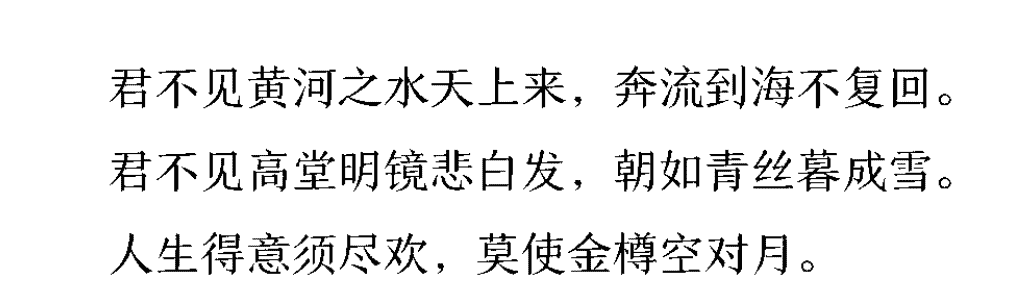 君不见黄河之水天上来，奔流到海不复回。
君不见高堂明镜悲白发，朝如青丝暮成雪。
人生得意须尽欢，莫使金樽空对月。